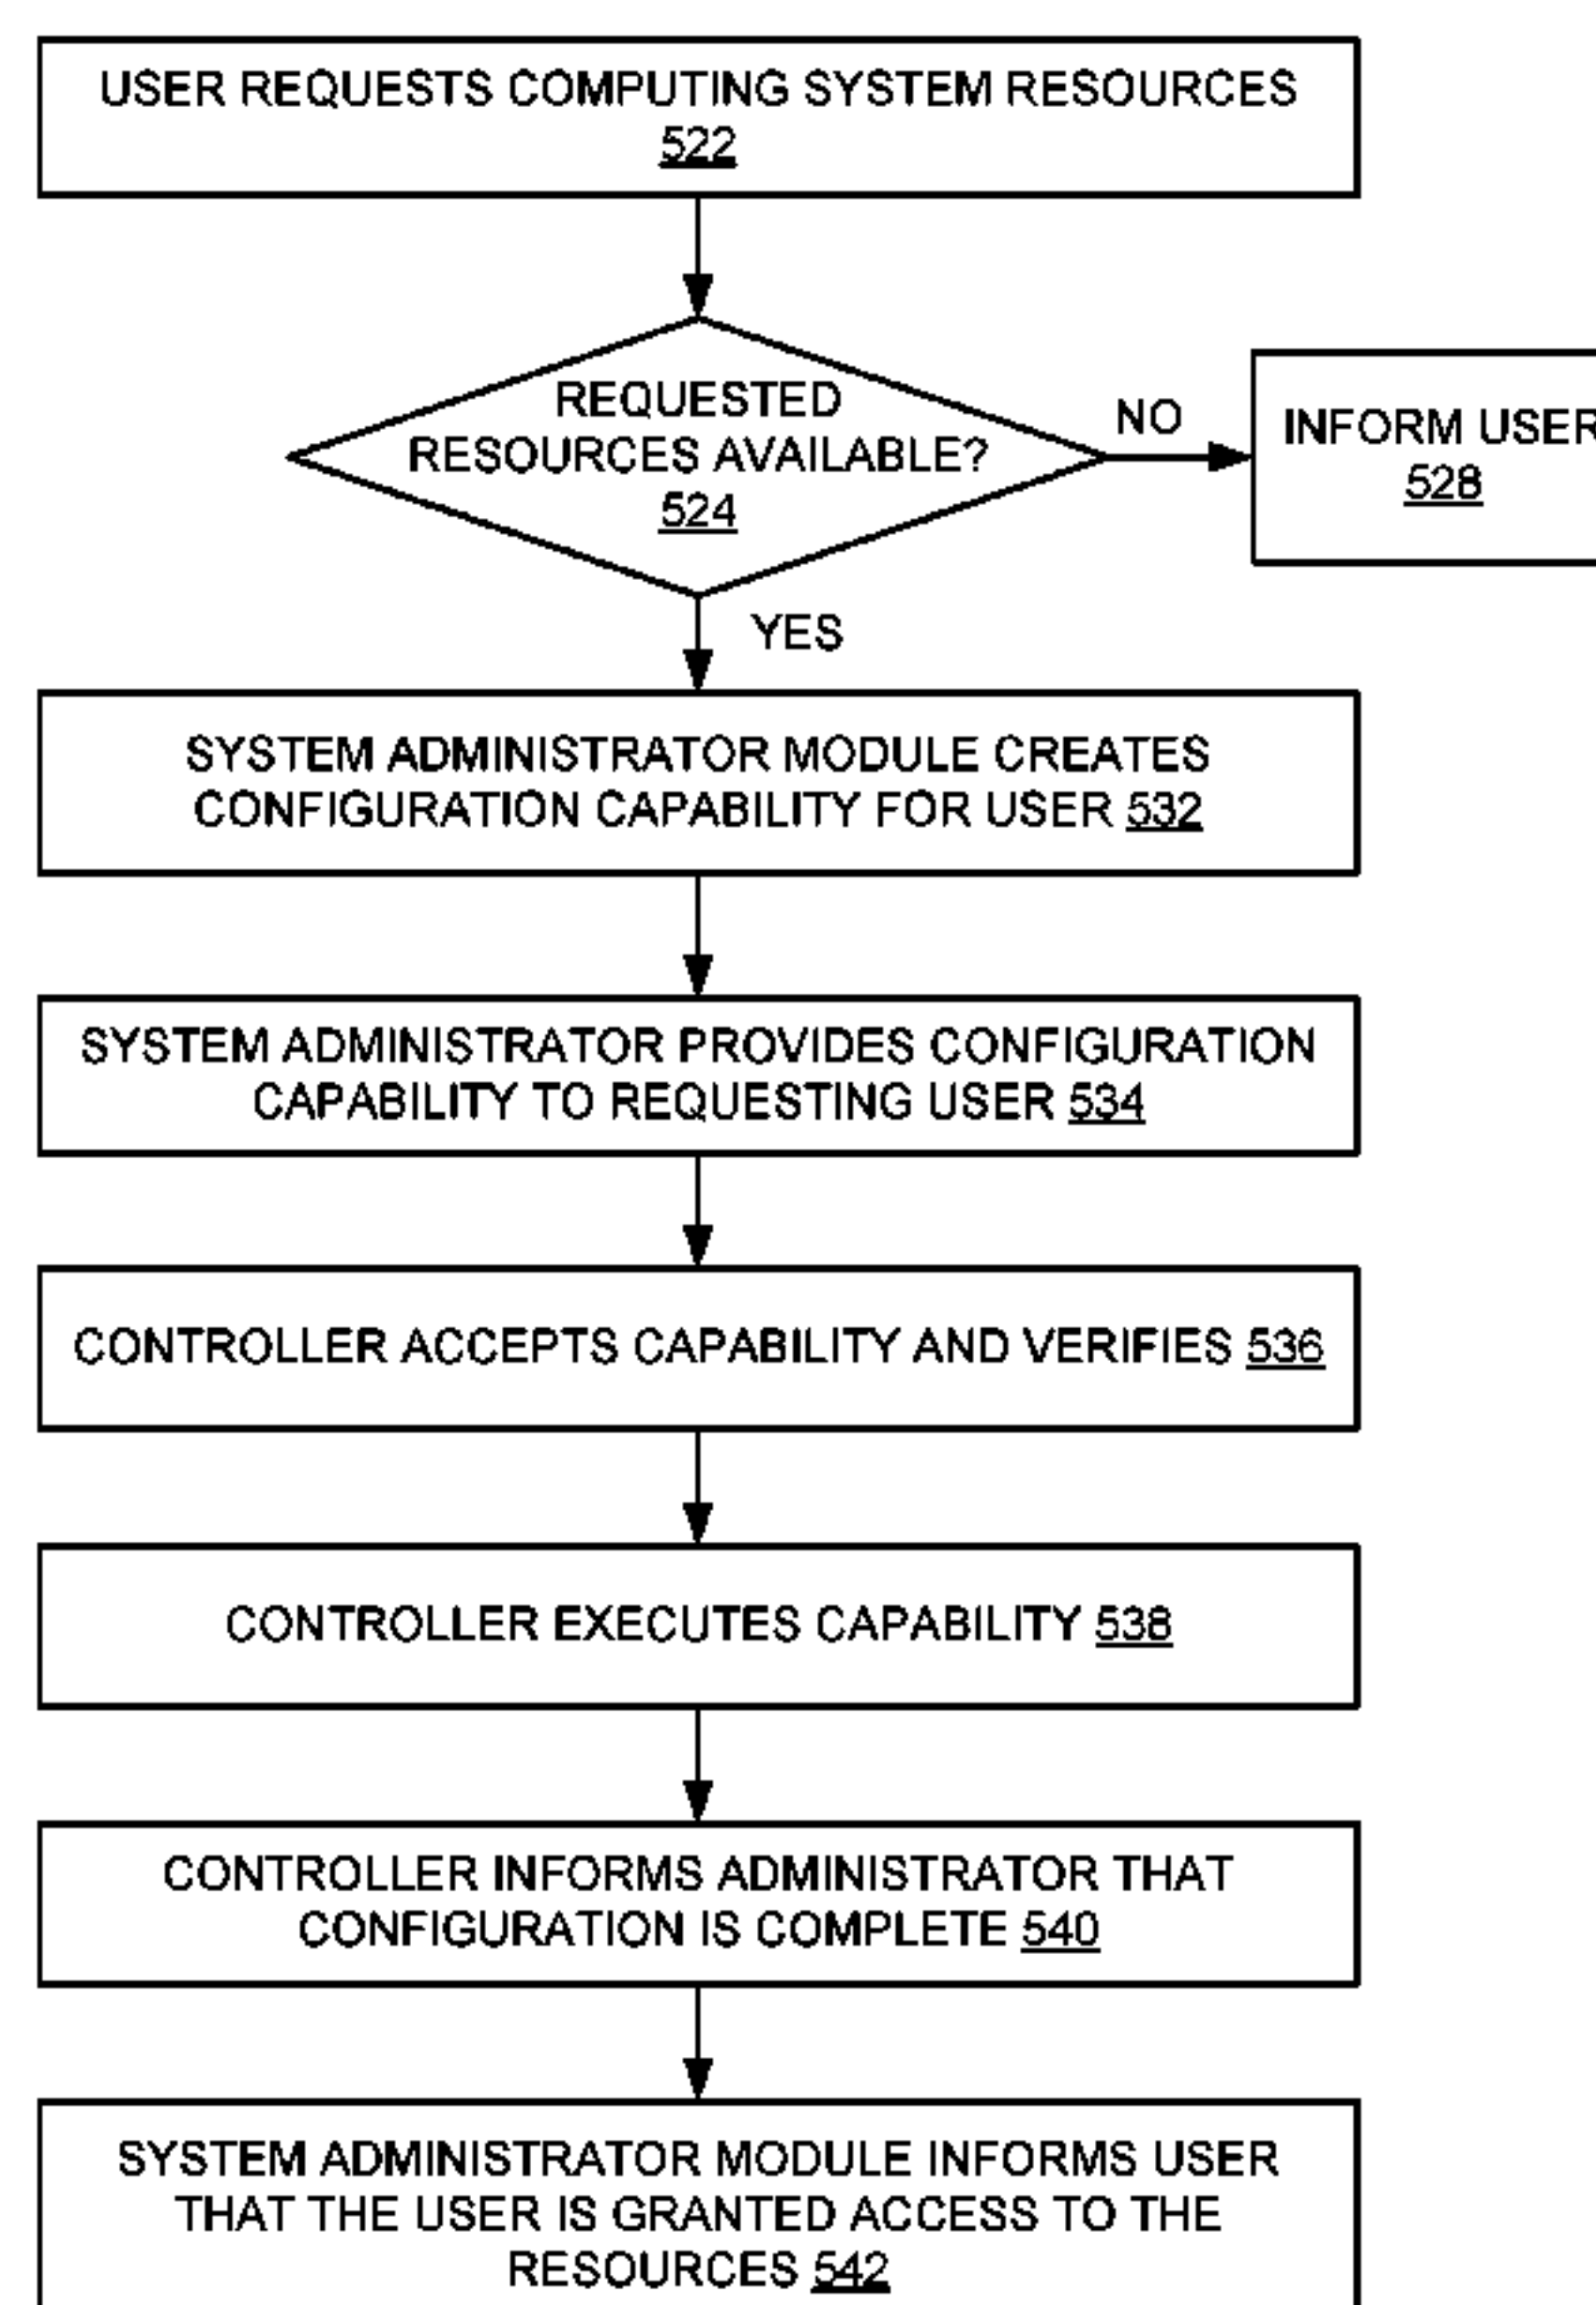 USER REQUESTS COMPUTING SYSTEM RESOURCES
522
REQUESTED
RESOURCES AVAILABLE?
524
NO
INFORM USER
528
YES
SYSTEM ADMINISTRATOR MODULE CREATES
CONFIGURATION CAPABILITY FOR USER 532
SYSTEM ADMINISTRATOR PROVIDES CONFIGURATION
CAPABILITY TO REQUESTING USER 534
CONTROLLER ACCEPTS CAPABILITY AND VERIFIES 536
CONTROLLER EXECUTES CAPABILITY 538
CONTROLLER INFORMS ADMINISTRATOR THAT
CONFIGURATION IS COMPLETE 540
SYSTEM ADMINISTRATOR MODULE INFORMS USER
THAT THE USER IS GRANTED ACCESS TO THE
RESOURCES 542